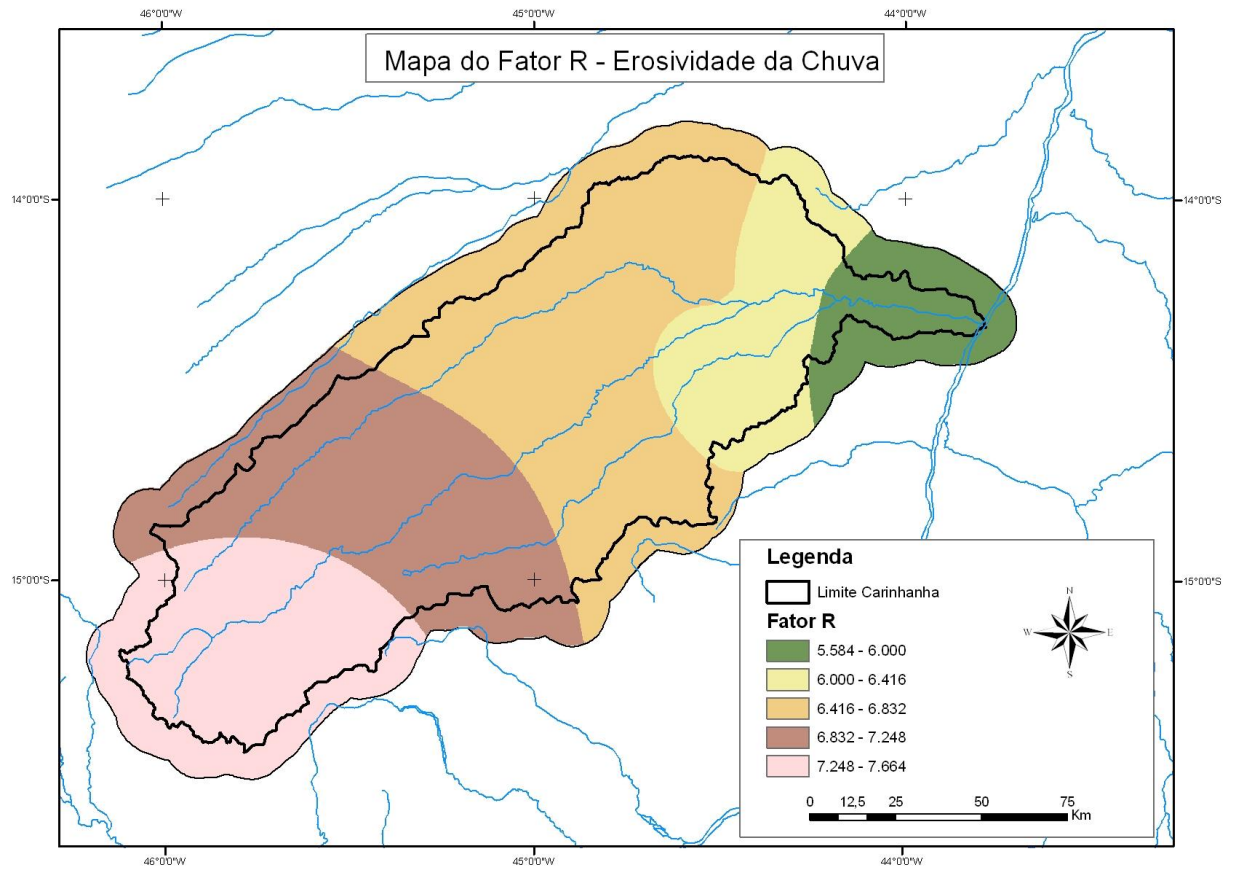 46°0'0"W 45°0'0"W 44°0'0"W
Mapa do Fator R - Erosividade da Chuva
14°0'0"S 14°0'0"S
15°0'0"S 15°0'0"S
Legenda
Limite Carinhanha
Fator R
5.584 - 6.000
6.000 - 6.416
6.416 - 6.832
6.832 - 7.248
7.248 - 7.664
N
W E
S
0 12,5 25 50 75
Km
46°0'0"W 45°0'0"W 44°0'0"W